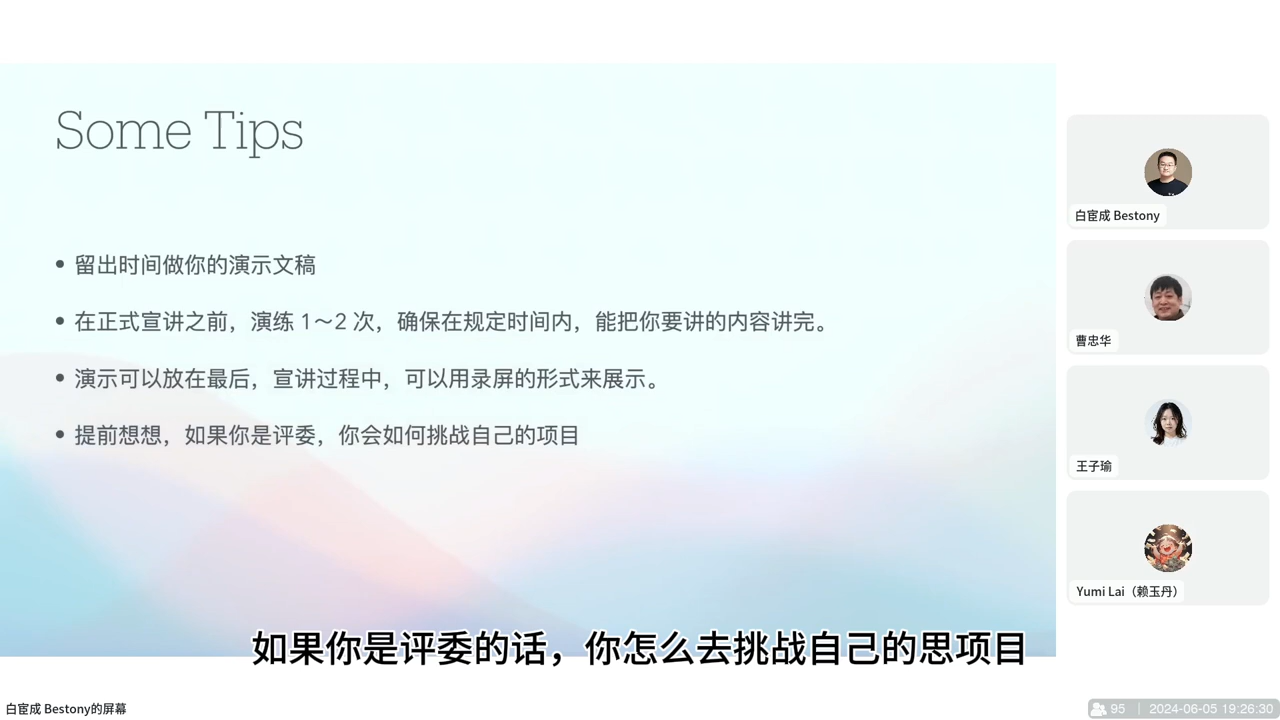 Some Tips
• 留出时间做你的演示文稿
• 在正式宣讲之前，演练 1～2 次，确保在规定时间内，能把你要讲的内容讲完。
• 演示可以放在最后，宣讲过程中，可以用录屏的形式来展示。
• 提前想想，如果你是评委，你会如何挑战自己的项目
如果你是评委的话，你怎么去挑战自己的思项目
白宦成 Bestony
曹忠华
王子瑜
Yumi Lai（赖玉丹）
白宦成 Bestony的屏幕
95 | 2024-06-05 19:26:30